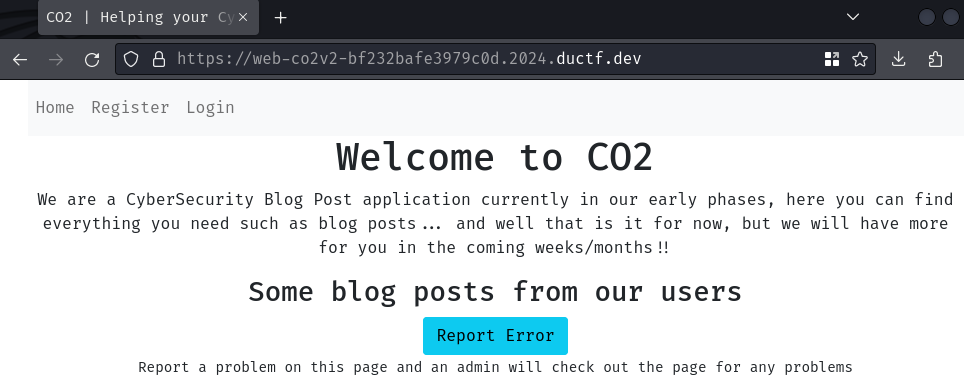 CO2 | Helping your Cy
https://web-co2v2-bf232bafe3979c0d.2024.ductf.dev
Home Register Login
Welcome to CO2
We are a CyberSecurity Blog Post application currently in our early phases, here you can find
everything you need such as blog posts... and well that is it for now, but we will have more
for you in the coming weeks/months!!
Some blog posts from our users
Report Error
Report a problem on this page and an admin will check out the page for any problems